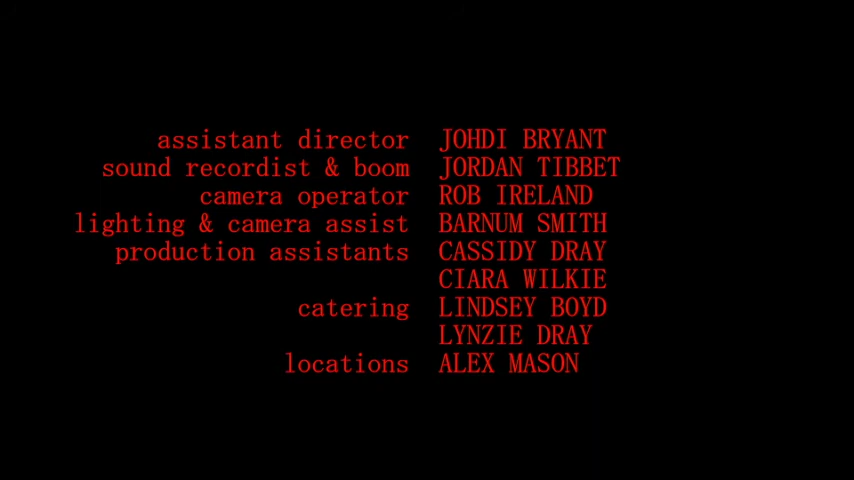 assistant director JOHDI BRYANT
sound recordist & boom JORDAN TIBBET
camera operator ROB IRELAND
lighting & camera assist BARNUM SMITH
production assistants CASSIDY DRAY
CIARA WILKIE
catering LINDSEY BOYD
LYNZIE DRAY
locations ALEX MASON